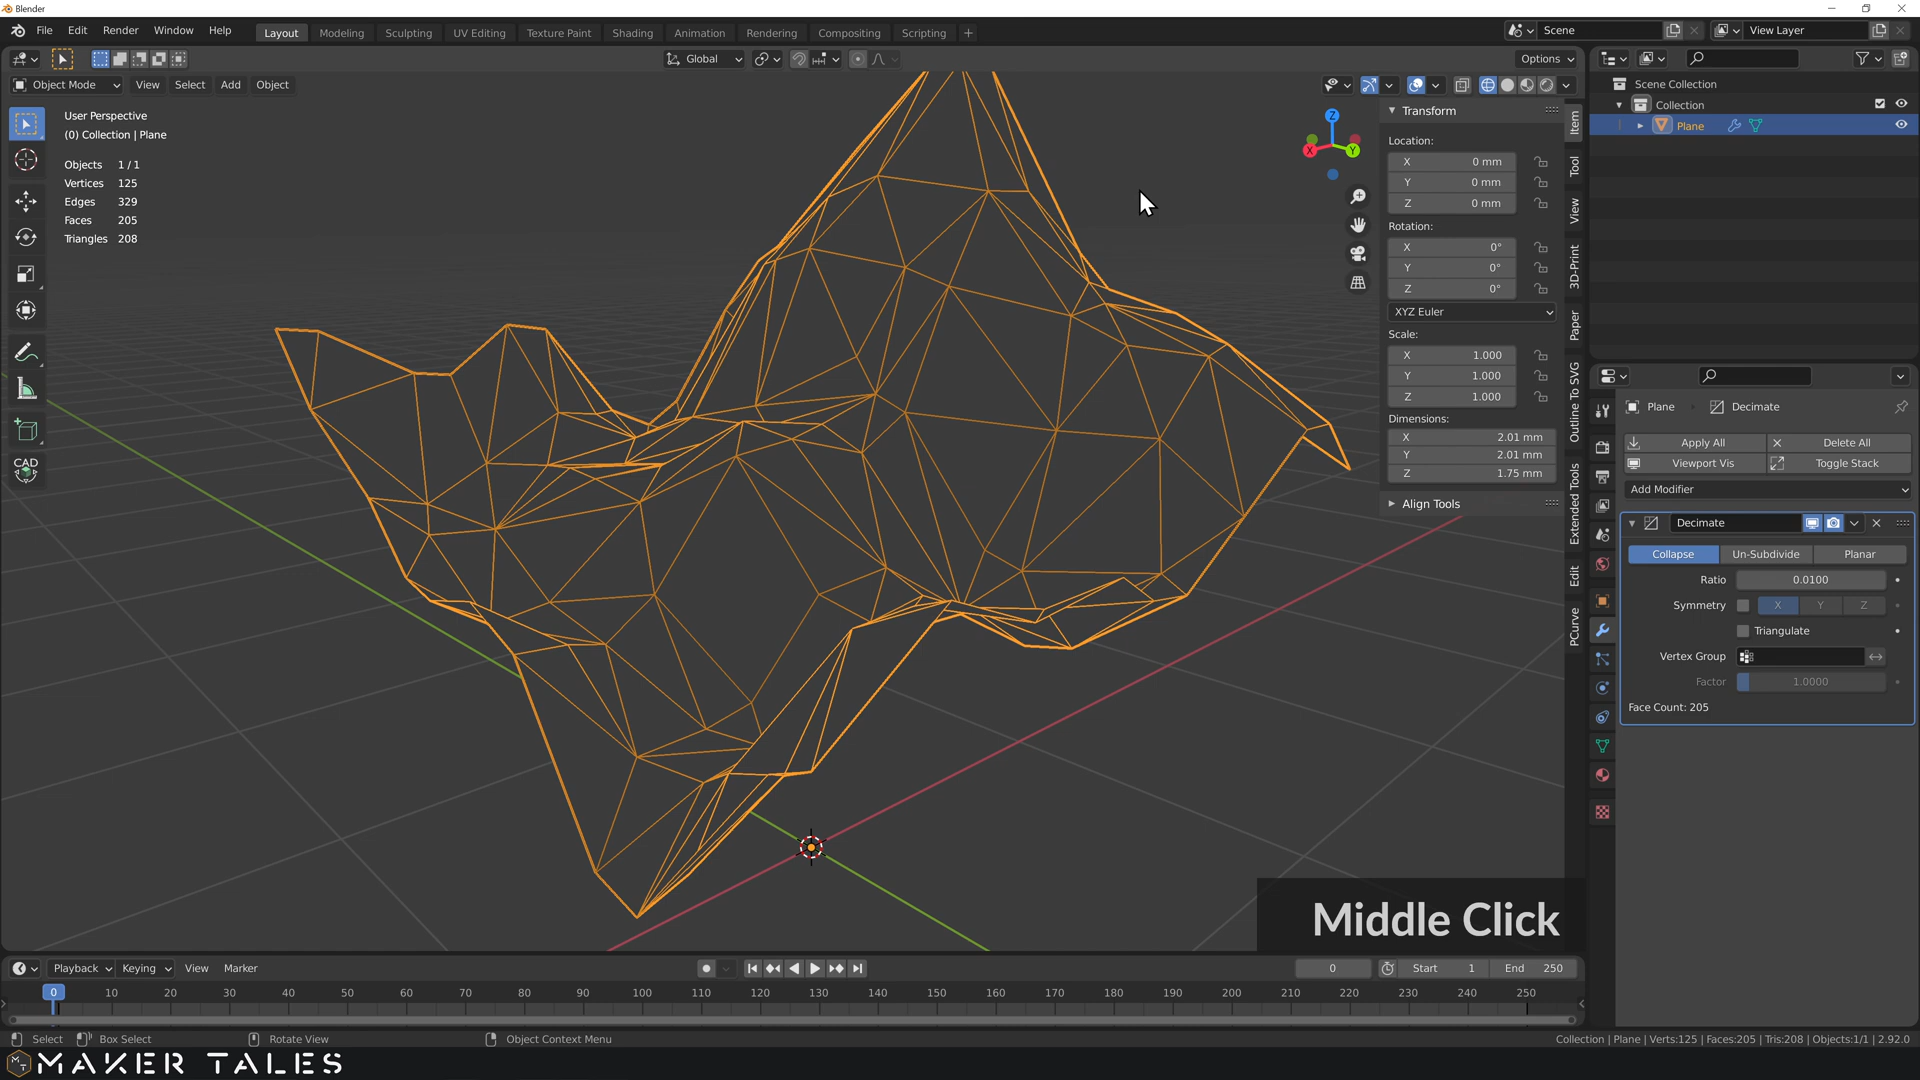 Blender
File Edit Render Window Help
Layout Modeling Sculpting UV Editing Texture Paint Shading Animation Rendering Compositing Scripting +
Scene
View Layer
Global
Options
Object Mode View Select Add Object
User Perspective
(0) Collection | Plane
Objects 1/1
Vertices 125
Edges 329
Faces 205
Triangles 208
CAD
Z
X
Y
Transform
Location:
X 0 mm
Y 0 mm
Z 0 mm
Rotation:
X 0°
Y 0°
Z 0°
XYZ Euler
Scale:
X 1.000
Y 1.000
Z 1.000
Dimensions:
X 2.01 mm
Y 2.01 mm
Z 1.75 mm
Align Tools
Item
Tool
View
3D-Print
Paper
Outline To SVG
Extended Tools
Edit
PCurve
Scene Collection
Collection
Plane
Plane Decimate
Apply All Delete All
Viewport Vis Toggle Stack
Add Modifier
Decimate
Collapse Un-Subdivide Planar
Ratio 0.0100
Symmetry X Y Z
Triangulate
Vertex Group
Factor 1.0000
Face Count: 205
Middle Click
Playback Keying View Marker
0 Start 1 End 250
0 10 20 30 40 50 60 70 80 90 100 110 120 130 140 150 160 170 180 190 200 210 220 230 240 250
Select Box Select Rotate View Object Context Menu
Collection | Plane | Verts:125 | Faces:205 | Tris:208 | Objects:1/1 | 2.92.0
MAKER TALES